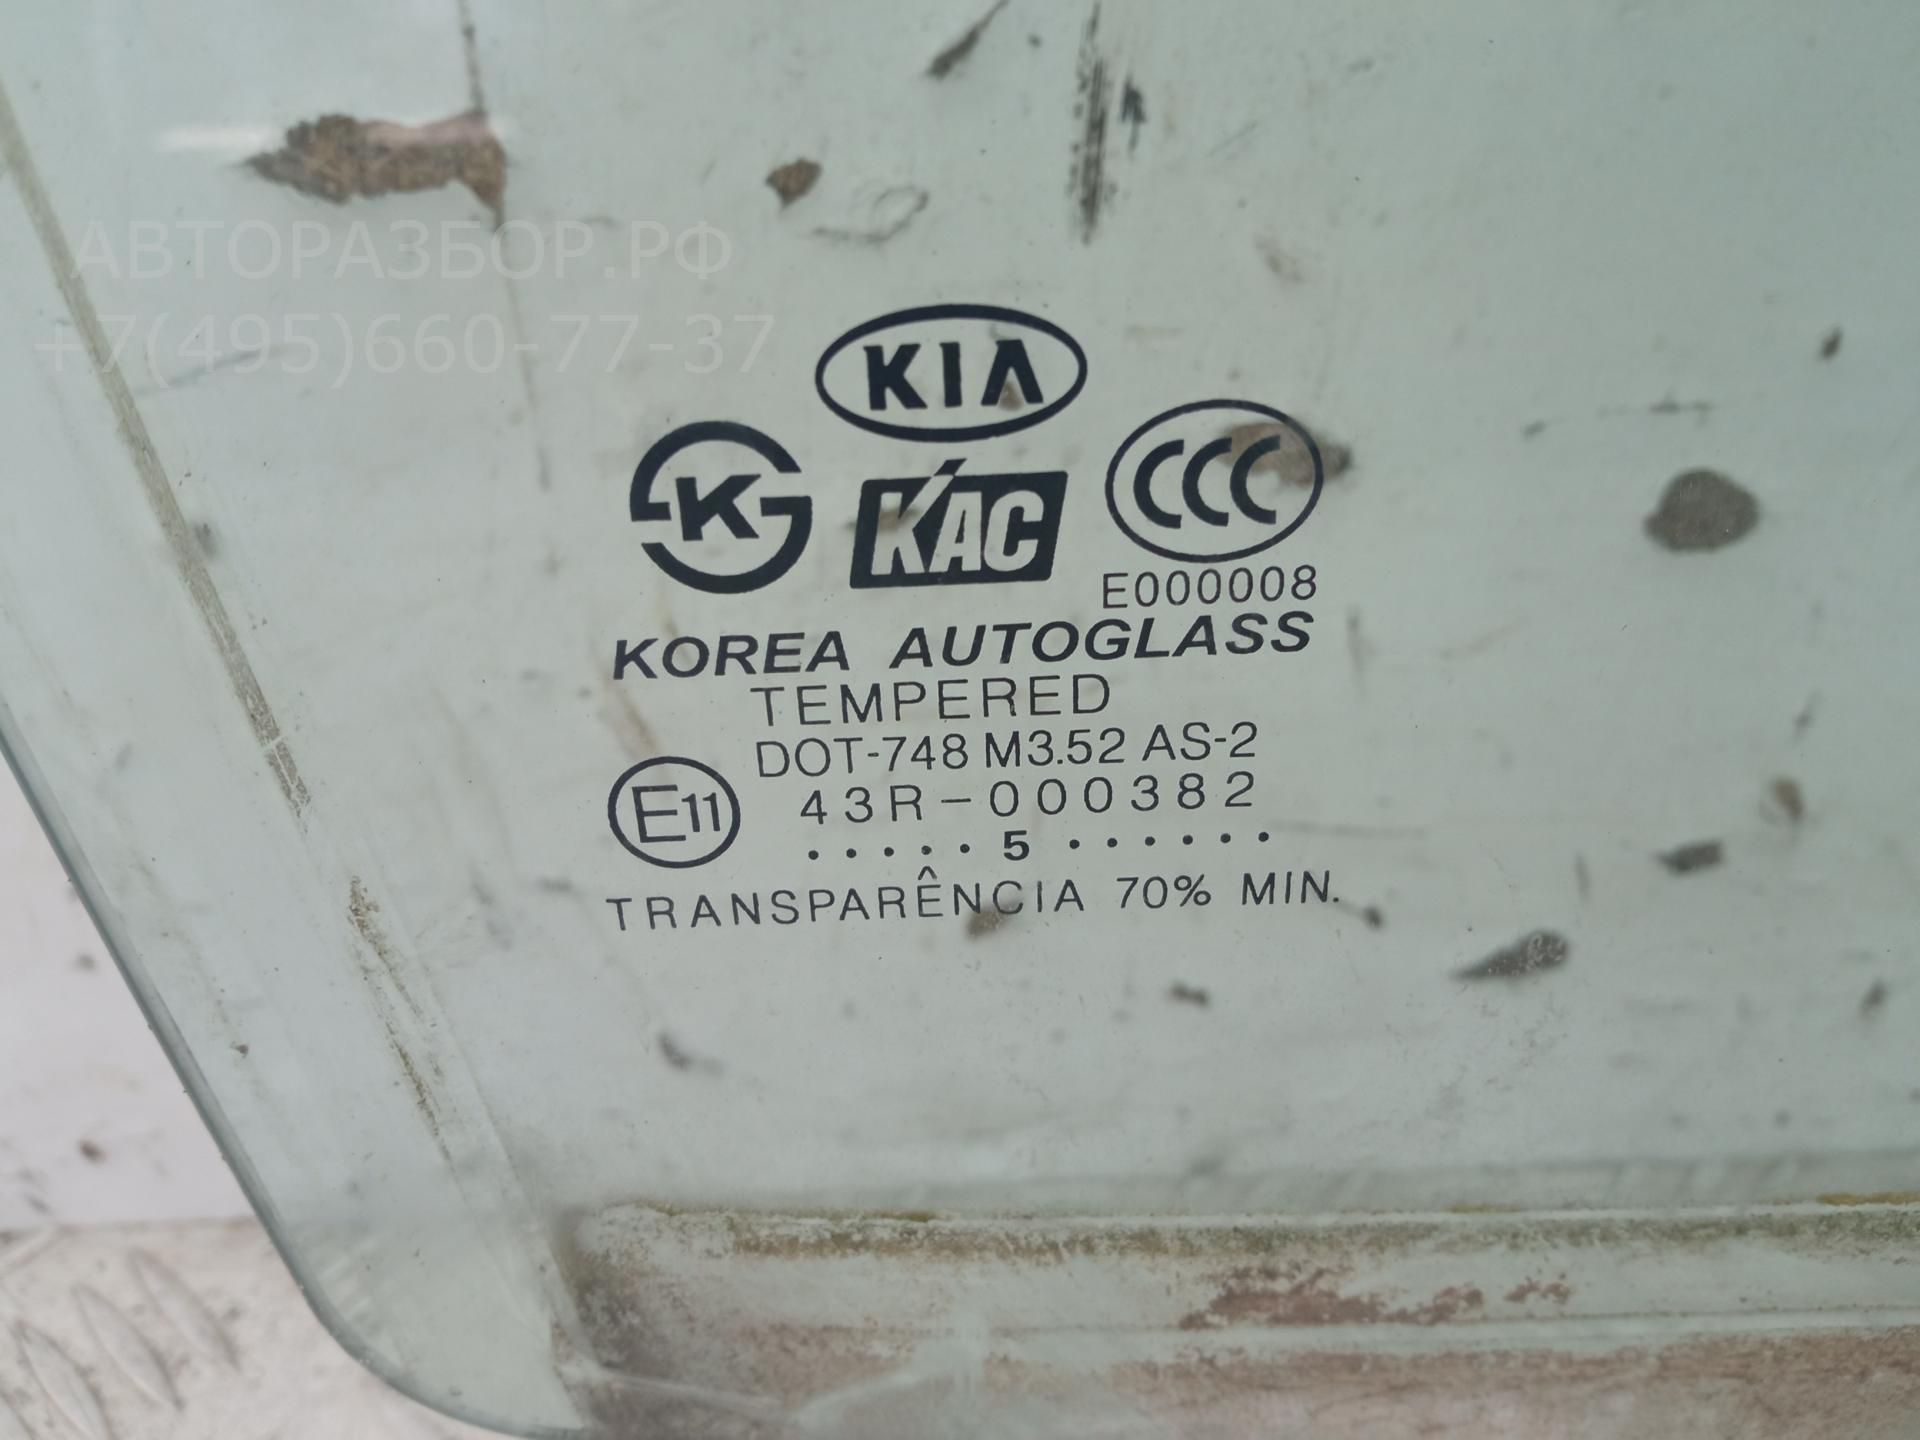 АВТОРАЗБОР.РФ
+7(495)660-77-37
KIA
K
KAC
CCC
E000008
KOREA AUTOGLASS
TEMPERED
DOT-748 M3.52 AS-2
E11
43R-000382
.....5......
TRANSPARÊNCIA 70% MIN.